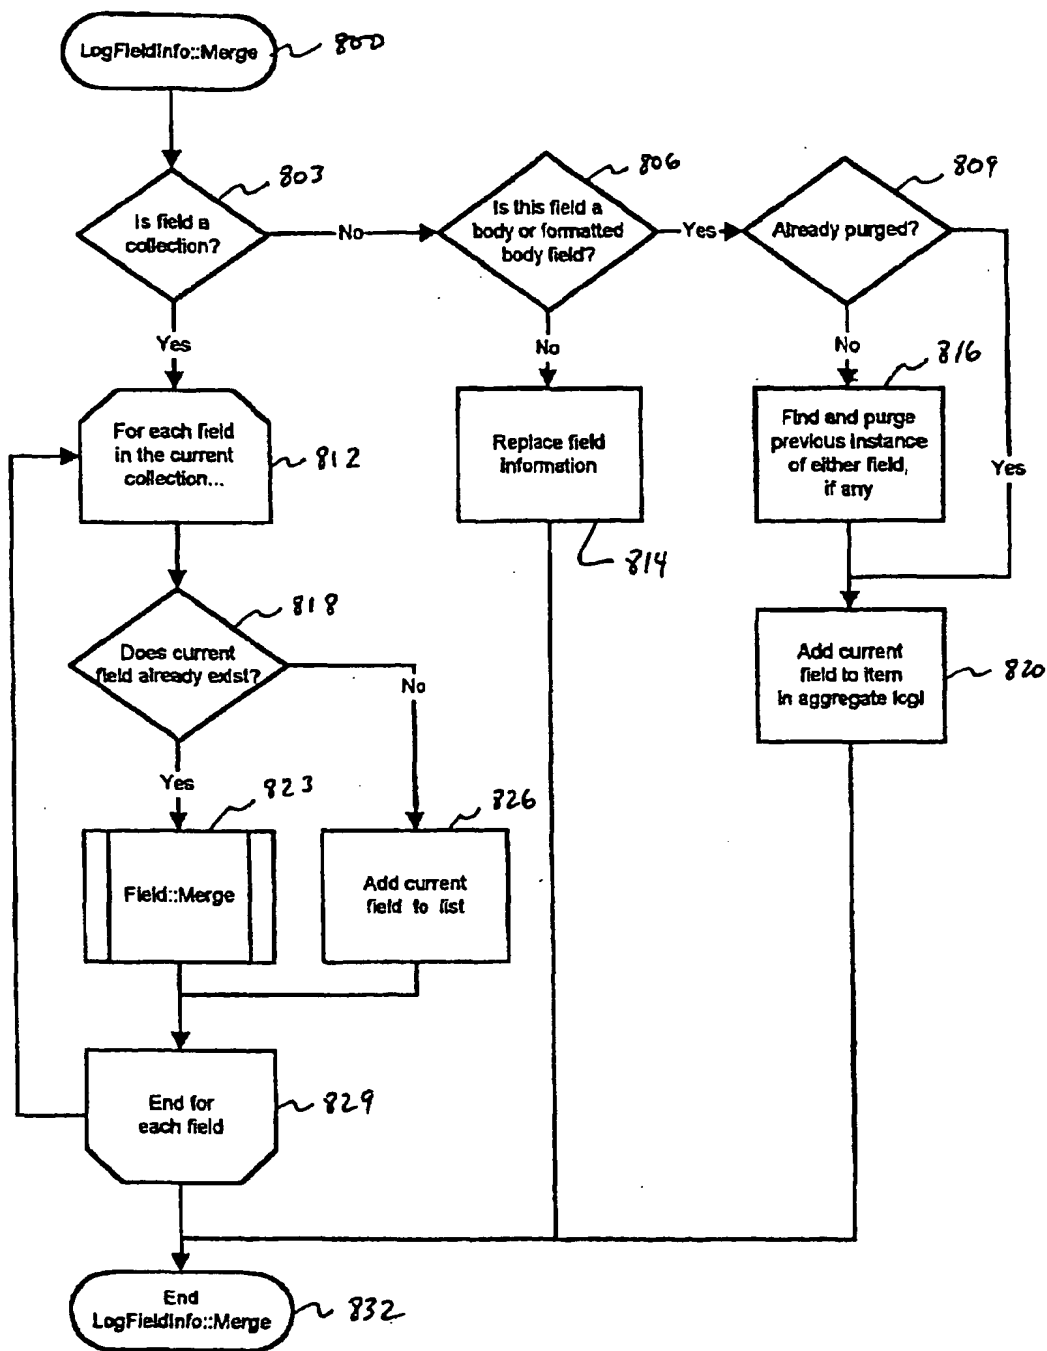 LogFieldInfo::Merge
800
803
Is field a
collection?
No
806
Is this field a
body or formatted
body field?
Yes
809
Already purged?
Yes
No
Replace field
information
814
No
816
Find and purge
previous instance
of either field,
if any
Yes
For each field
in the current
collection...
812
818
Does current
field already exist?
No
Add current
field to item
in aggregate logl
820
Yes
823
Field::Merge
826
Add current
field to list
End for
each field
829
End
LogFieldInfo::Merge
832